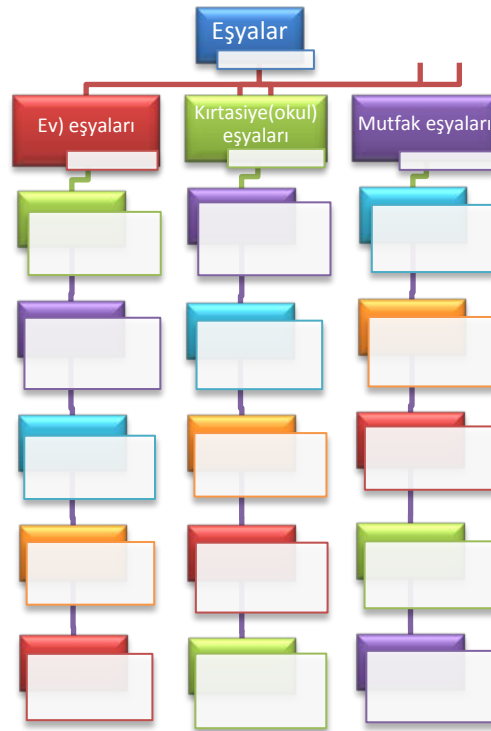 Eşyalar
Ev) eşyaları
Kırtasiye(okul)
eşyaları
Mutfak eşyaları